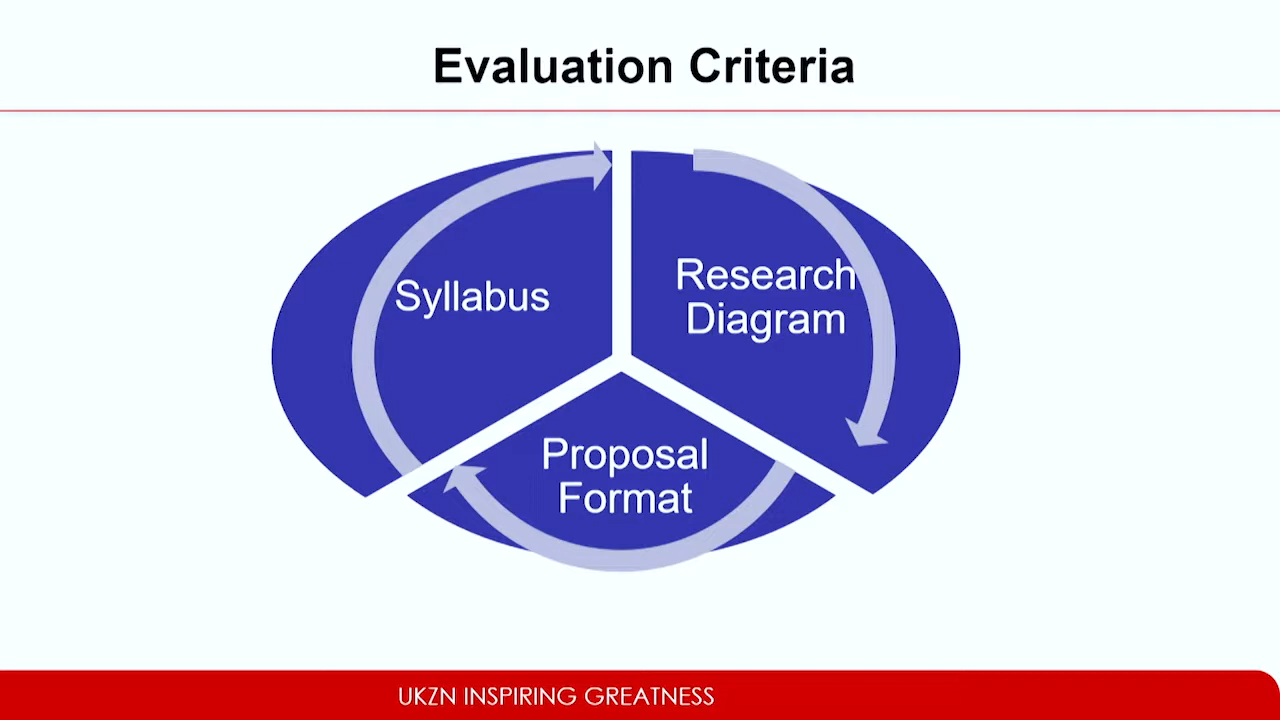 Evaluation Criteria
Syllabus
Research
Diagram
Proposal
Format
UKZN INSPIRING GREATNESS